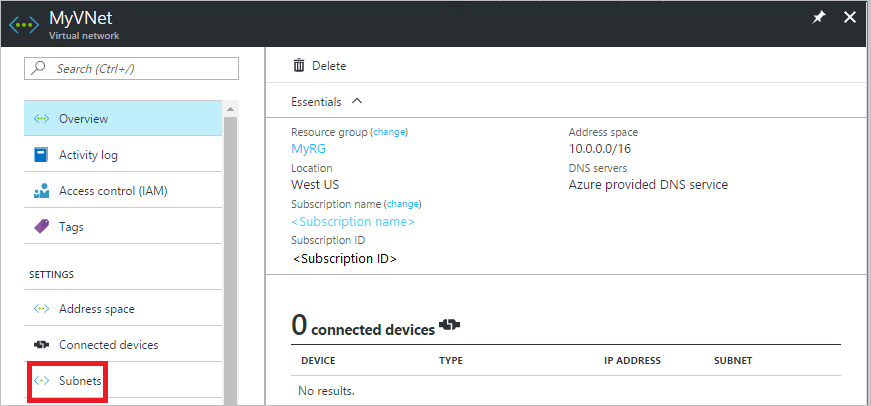 MyVNet
Virtual network
Search (Ctrl+/)
Overview
Activity log
Access control (IAM)
Tags
SETTINGS
Address space
Connected devices
Subnets
Delete
Essentials
Resource group (change)
MyRG
Location
West US
Subscription name (change)
<Subscription name>
Subscription ID
<Subscription ID>
Address space
10.0.0.0/16
DNS servers
Azure provided DNS service
0 connected devices
DEVICE TYPE IP ADDRESS SUBNET
No results.